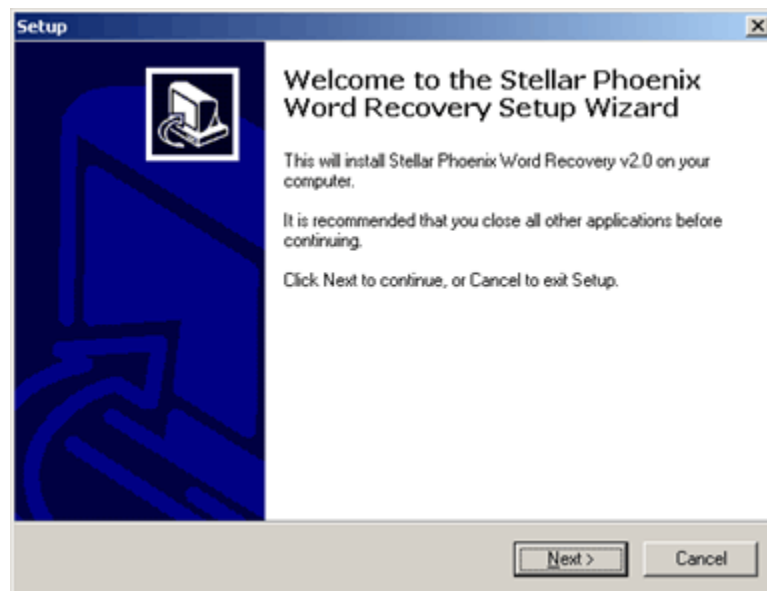 Setup
Welcome to the Stellar Phoenix
Word Recovery Setup Wizard
This will install Stellar Phoenix Word Recovery v2.0 on your
computer.
It is recommended that you close all other applications before
continuing.
Click Next to continue, or Cancel to exit Setup.
Next >
Cancel